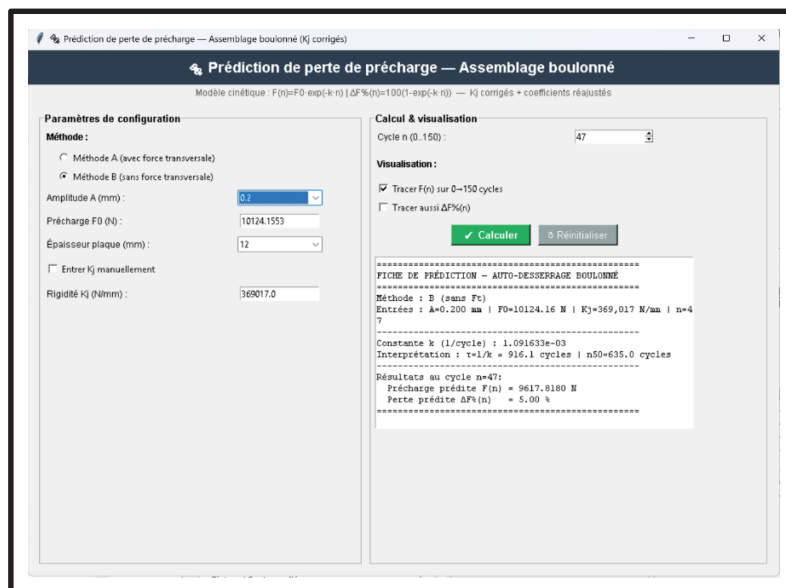 Prédiction de perte de précharge — Assemblage boulonné (Kj corrigés)
Prédiction de perte de précharge — Assemblage boulonné
Modèle cinétique : F(n)=F0·exp(-k·n) | ΔF%(n)=100(1-exp(-k·n)) — Kj corrigés + coefficients réajustés
Paramètres de configuration
Méthode :
Méthode A (avec force transversale)
Méthode B (sans force transversale)
Amplitude A (mm) :
0.2
Précharge F0 (N) :
10124.1553
Épaisseur plaque (mm) :
12
Entrer Kj manuellement
Rigidité Kj (N/mm) :
369017.0
Calcul & visualisation
Cycle n (0..150) :
47
Visualisation :
Tracer F(n) sur 0→150 cycles
Tracer aussi ΔF%(n)
✓ Calculer
Réinitialiser
==================================================
FICHE DE PRÉDICTION — AUTO-DESSERRAGE BOULONNÉ
==================================================
Méthode : B (sans Ft)
Entrées : A=0.200 mm | F0=10124.16 N | Kj=369,017 N/mm | n=4
7
--------------------------------------------------
Constante k (1/cycle) : 1.091633e-03
Interprétation : τ=1/k = 916.1 cycles | n50=635.0 cycles
--------------------------------------------------
Résultats au cycle n=47:
Précharge prédite F(n) = 9617.8180 N
Perte prédite ΔF%(n) = 5.00 %
==================================================